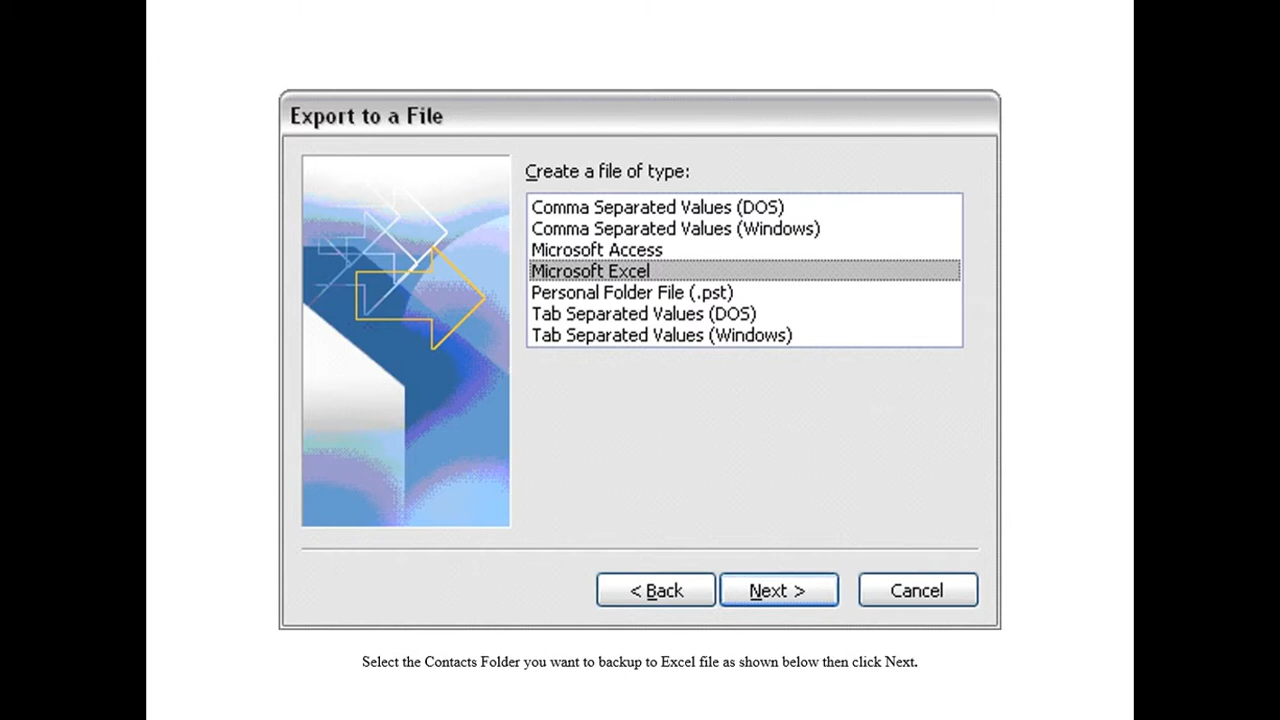 Export to a File
Create a file of type:
Comma Separated Values (DOS)
Comma Separated Values (Windows)
Microsoft Access
Microsoft Excel
Personal Folder File (.pst)
Tab Separated Values (DOS)
Tab Separated Values (Windows)
< Back Next > Cancel
Select the Contacts Folder you want to backup to Excel file as shown below then click Next.